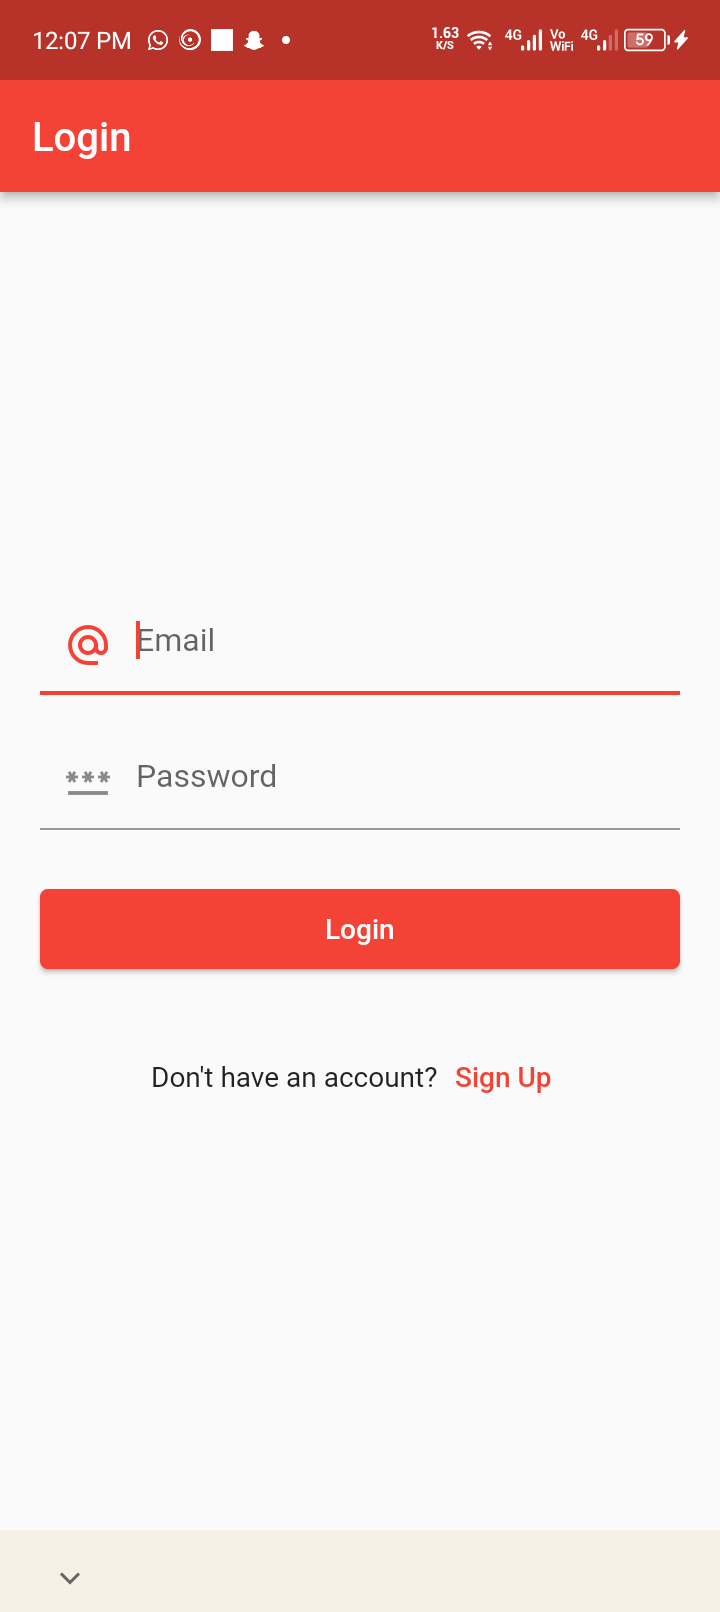 12:07 PM 1.63 K/S 4G Vo WiFi 4G 59
Login
Email
*** Password
Login
Don't have an account? Sign Up